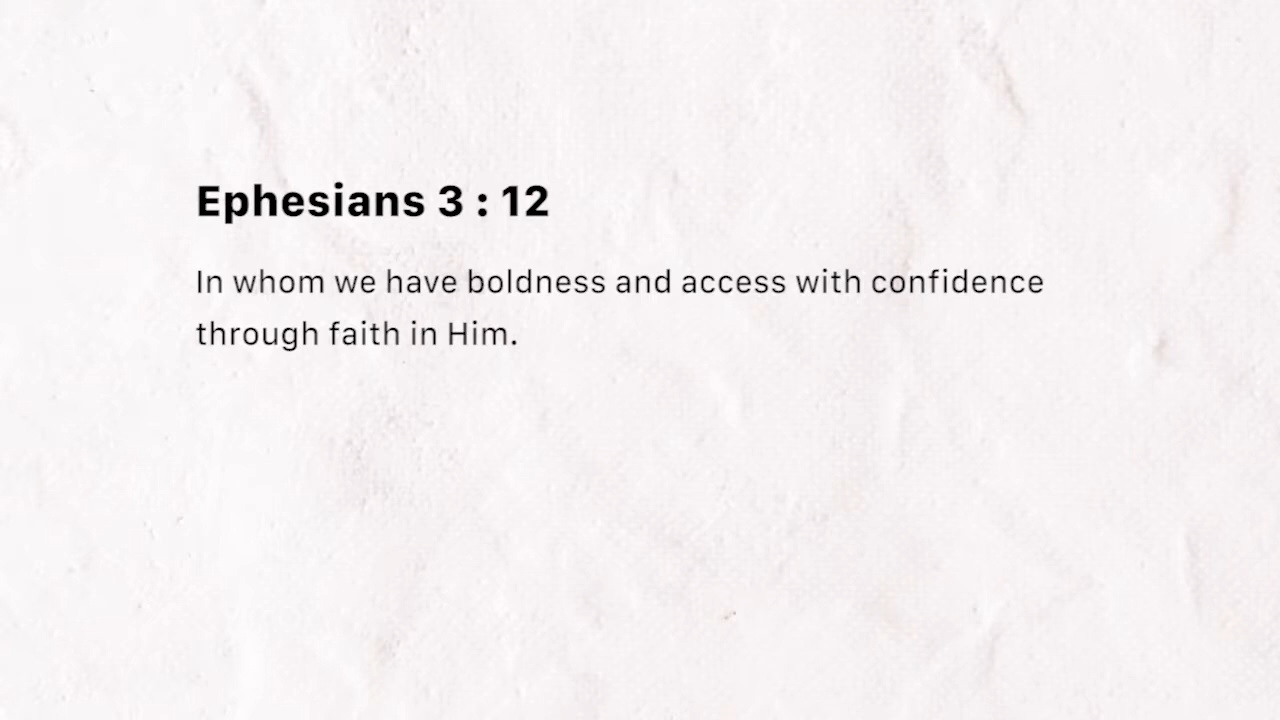 Ephesians 3 : 12
In whom we have boldness and access with confidence
through faith in Him.